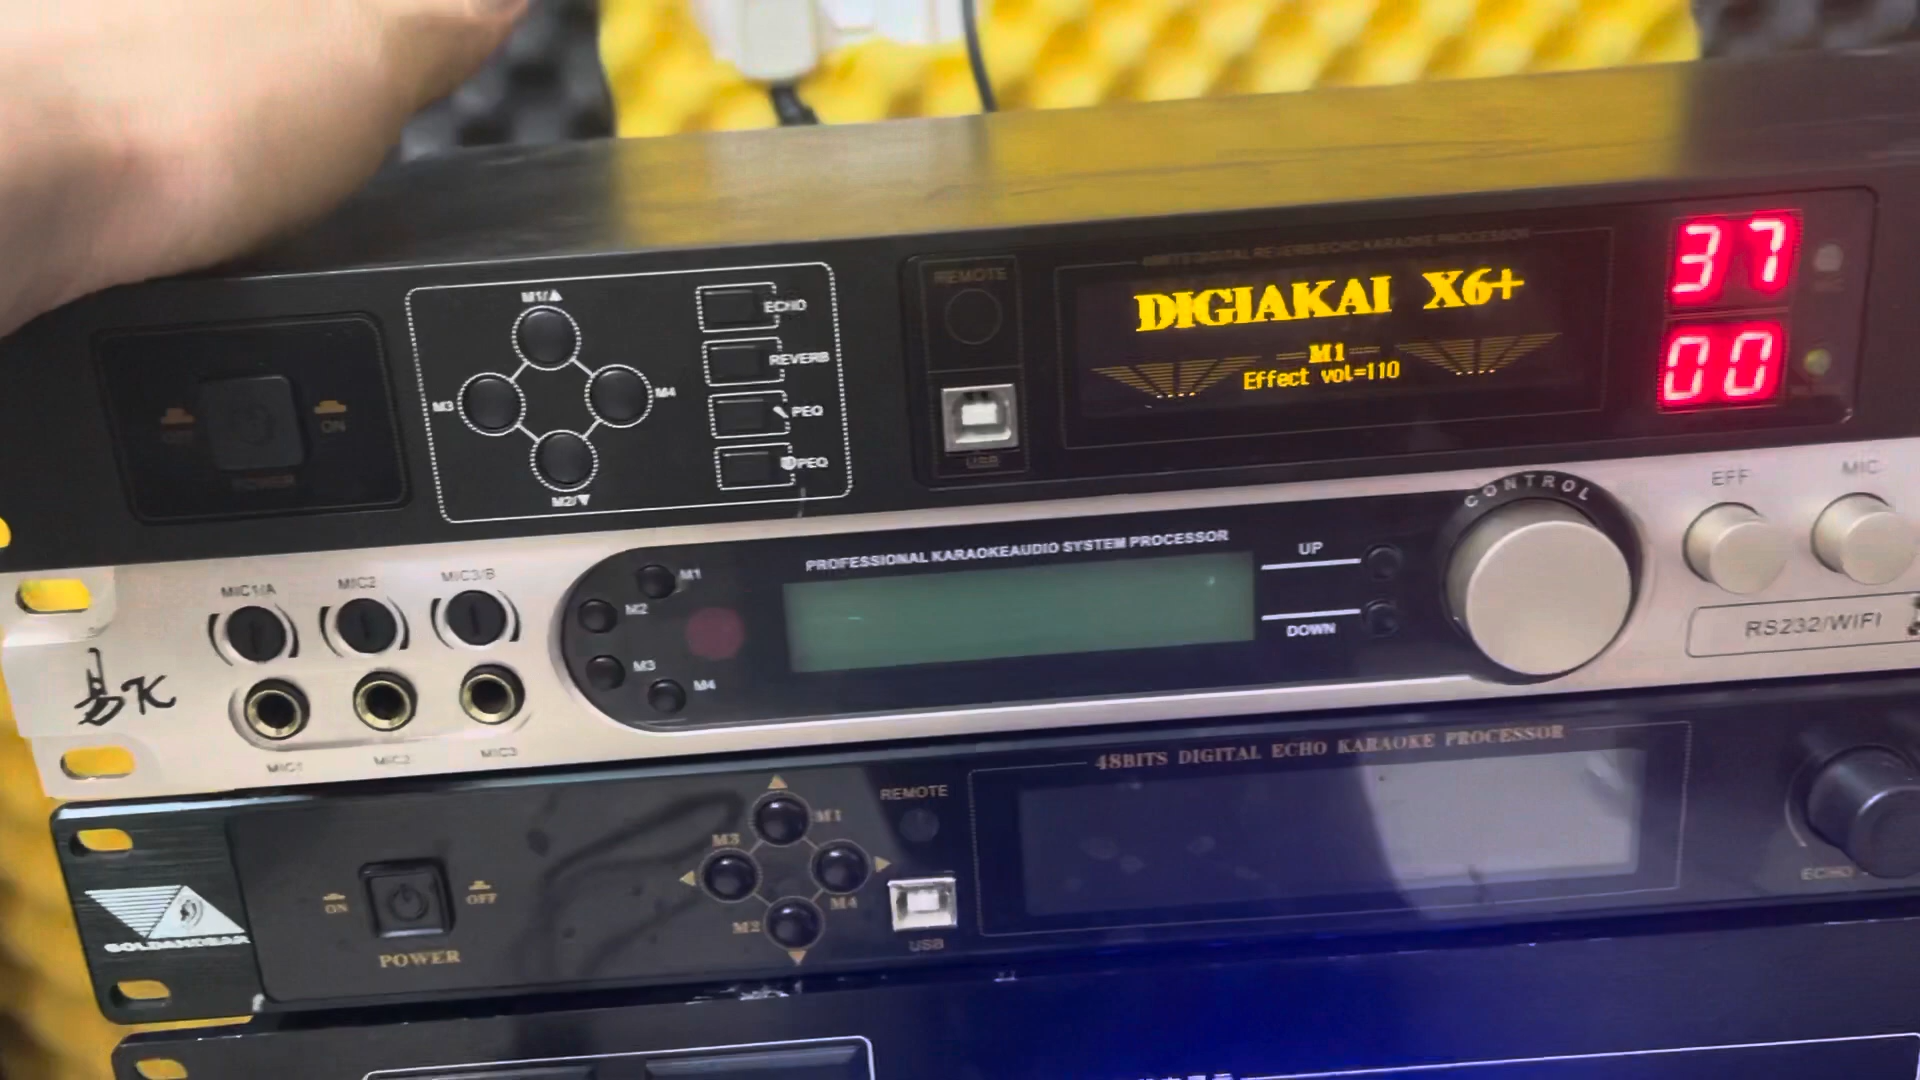 48BITS DIGITAL REVERB/ECHO KARAOKE PROCESSOR
M1/▲
ECHO
REVERB
M3
M4
PEQ
PEQ
M2/▼
OFF
ON
POWER
REMOTE
USB
DIGIAKAI X6+
M1
Effect vol=110
37
00
CONTROL
EFF
MIC
PROFESSIONAL KARAOKEAUDIO SYSTEM PROCESSOR
MIC1/A
MIC2
MIC3/B
M1
M2
M3
M4
UP
DOWN
RS232/WIFI
MIC1
MIC2
MIC3
48BITS DIGITAL ECHO KARAOKE PROCESSOR
REMOTE
M1
M3
M4
M2
ON
OFF
POWER
USB
ECHO
GOLDANDEAR